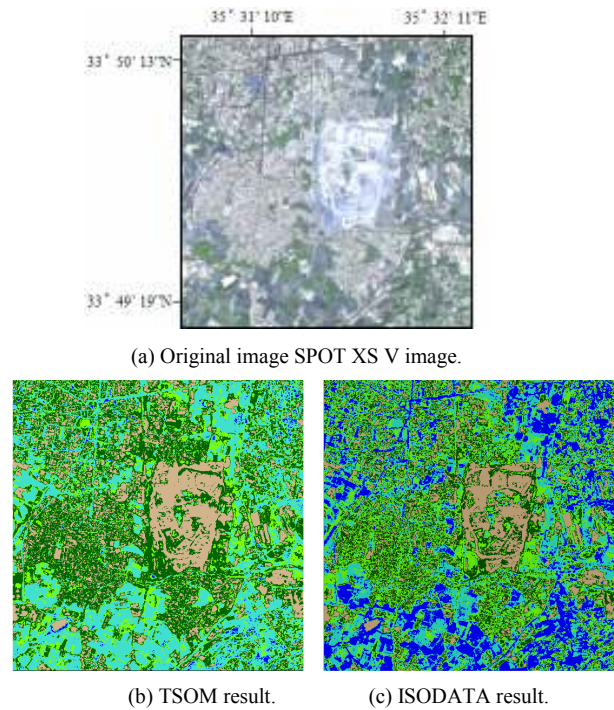 35° 31' 10"E 35° 32' 11"E
33° 50' 13"N
33° 49' 19"N
(a) Original image SPOT XS V image.
(b) TSOM result. (c) ISODATA result.